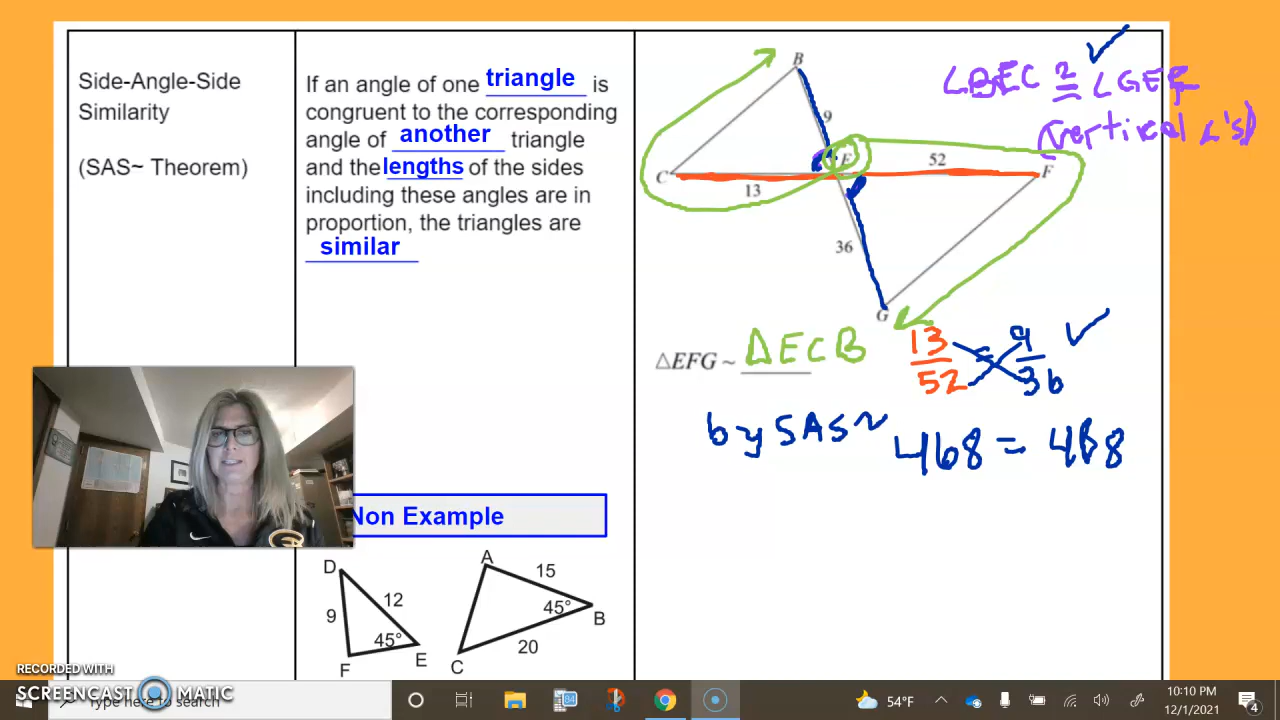 Side-Angle-Side
Similarity
(SAS~ Theorem)
If an angle of one triangle is
congruent to the corresponding
angle of another triangle
and the lengths of the sides
including these angles are in
proportion, the triangles are
similar
Non Example
D
12
9
45°
F
E
A
15
45°
B
20
C
B
9
E
52
C
13
F
36
G
∠BEC ≅ ∠GEF
(vertical ∠'s)
△EFG ~ ΔECB
by SAS~
13/52 = 9/36
468 = 468
RECORDED WITH
SCREENCAST MATIC
Type here to search
54°F
10:10 PM
12/1/2021
4